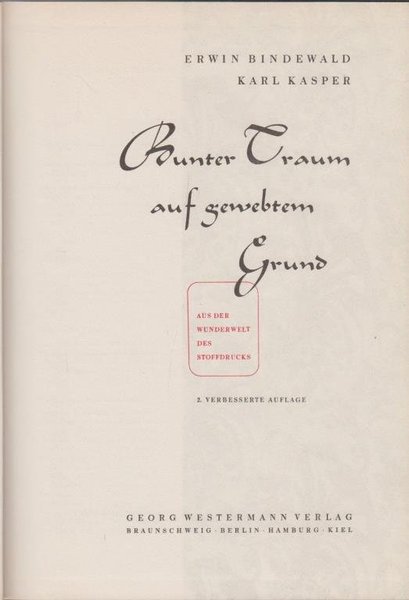 ERWIN BINDEWALD
KARL KASPER
Bunter Traum
auf gewebtem
Grund
AUS DER
WUNDERWELT
DES
STOFFDRUCKS
2. VERBESSERTE AUFLAGE
GEORG WESTERMANN VERLAG
BRAUNSCHWEIG · BERLIN · HAMBURG · KIEL